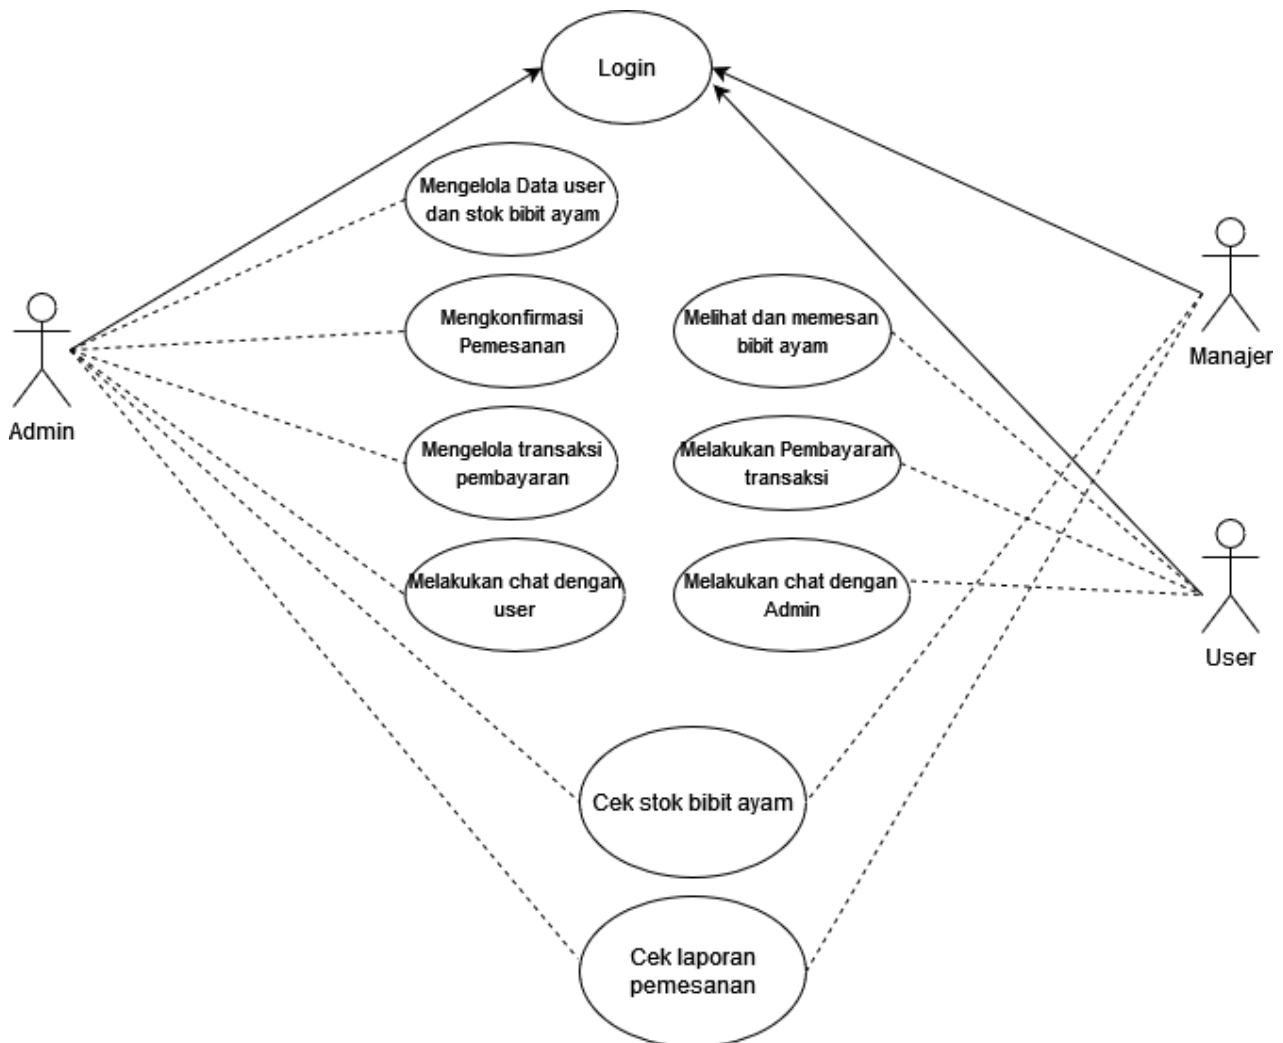 Login
Mengelola Data user
dan stok bibit ayam
Mengkonfirmasi
Pemesanan
Melihat dan memesan
bibit ayam
Manajer
Admin
Mengelola transaksi
pembayaran
Melakukan Pembayaran
transaksi
Melakukan chat dengan
user
Melakukan chat dengan
Admin
User
Cek stok bibit ayam
Cek laporan
pemesanan